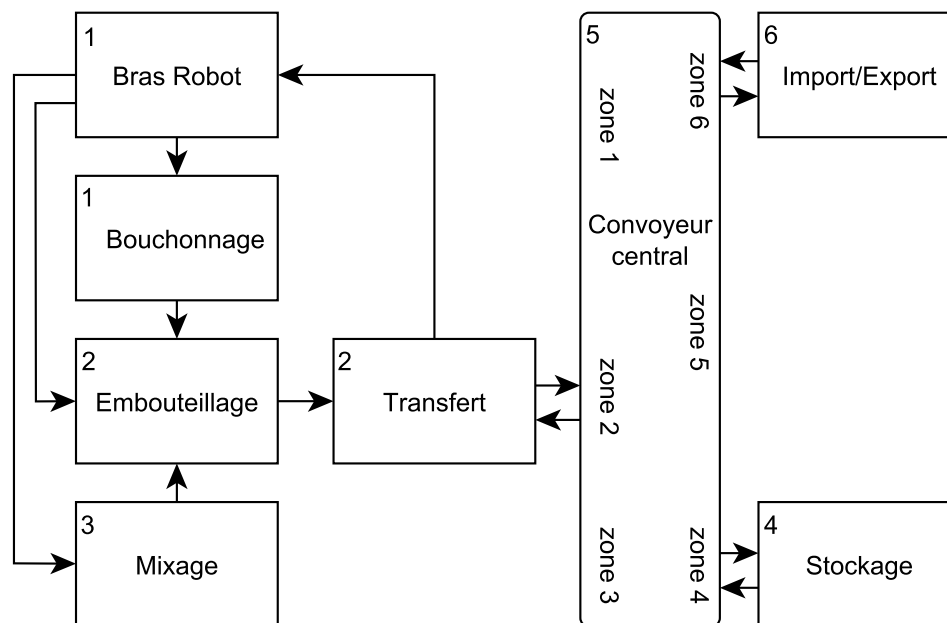 1
Bras Robot
1
Bouchonnage
2
Embouteillage
2
Transfert
3
Mixage
5
zone 1
zone 6
Convoyeur
central
zone 5
zone 2
zone 3
zone 4
6
Import/Export
4
Stockage